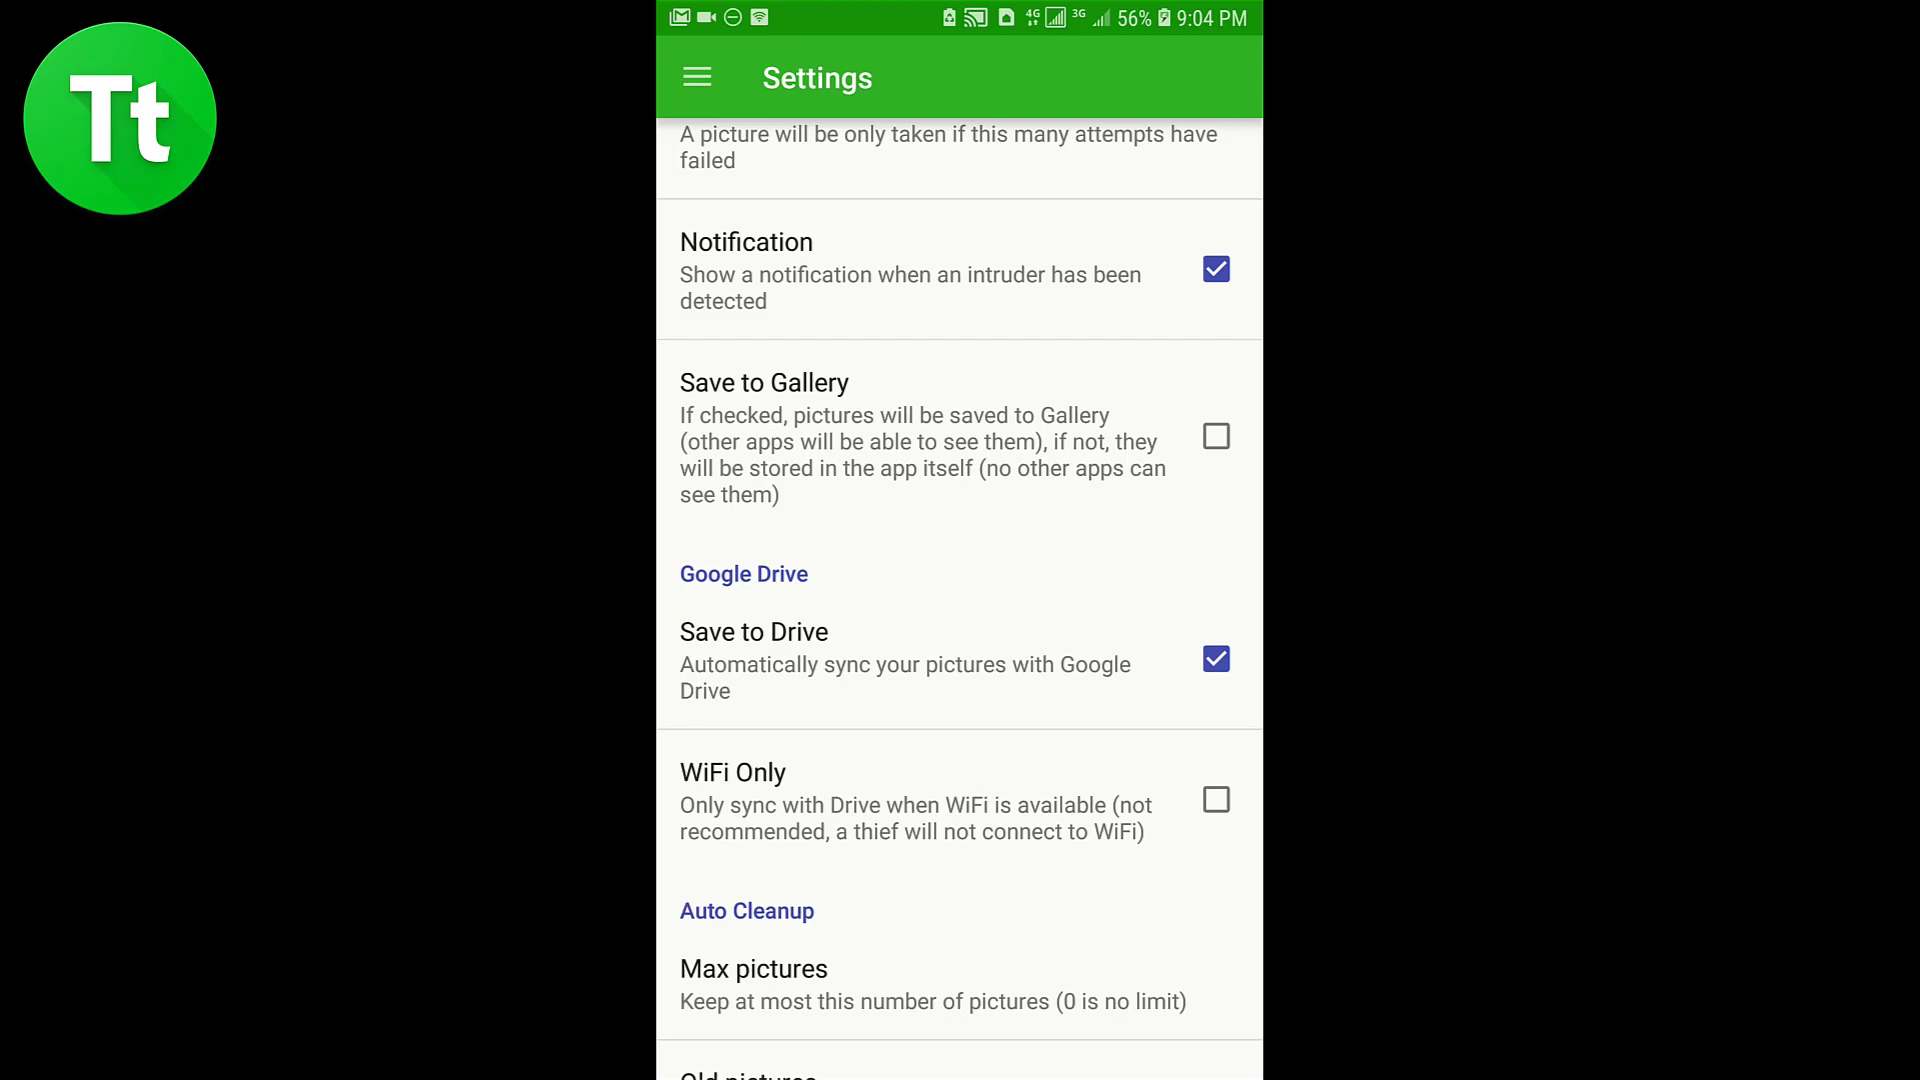 Tt
4G 3G 56% 9:04 PM
Settings
A picture will be only taken if this many attempts have
failed
Notification
Show a notification when an intruder has been
detected
Save to Gallery
If checked, pictures will be saved to Gallery
(other apps will be able to see them), if not, they
will be stored in the app itself (no other apps can
see them)
Google Drive
Save to Drive
Automatically sync your pictures with Google
Drive
WiFi Only
Only sync with Drive when WiFi is available (not
recommended, a thief will not connect to WiFi)
Auto Cleanup
Max pictures
Keep at most this number of pictures (0 is no limit)
Old pictures